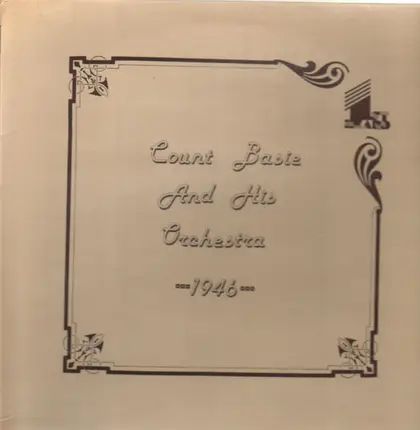 Count Basie
And His
Orchestra
---1946---